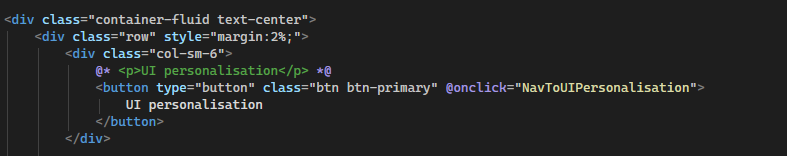 <div class="container-fluid text-center">
<div class="row" style="margin:2%;">
<div class="col-sm-6">
@* <p>UI personalisation</p> *@
<button type="button" class="btn btn-primary" @onclick="NavToUIPersonalisation">
UI personalisation
</button>
</div>